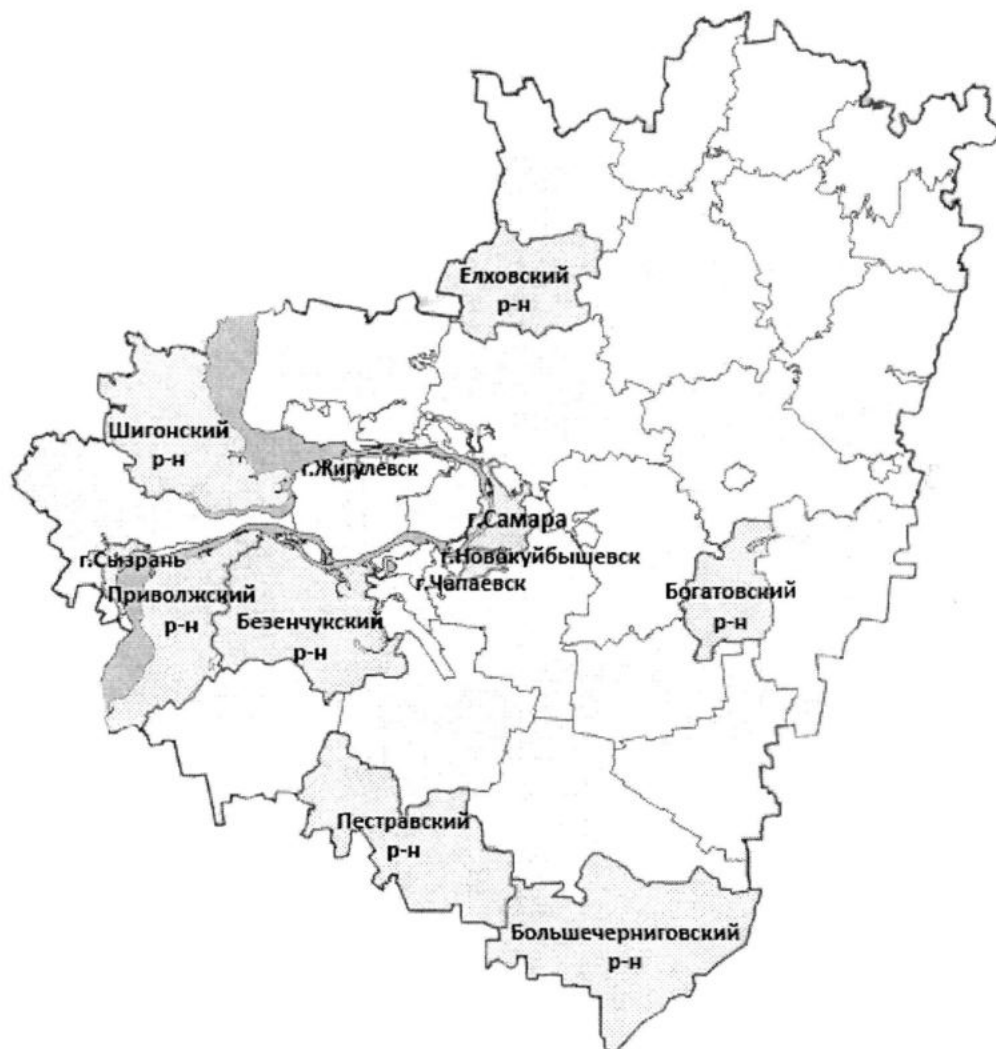 Елховский
р-н
Шигонский
р-н
г.Жигулевск
г.Самара
г.Сызрань
г.Новокуйбышевск
г.Чапаевск
Приволжский
р-н
Безенчукский
р-н
Богатовский
р-н
Пестравский
р-н
Большечерниговский
р-н